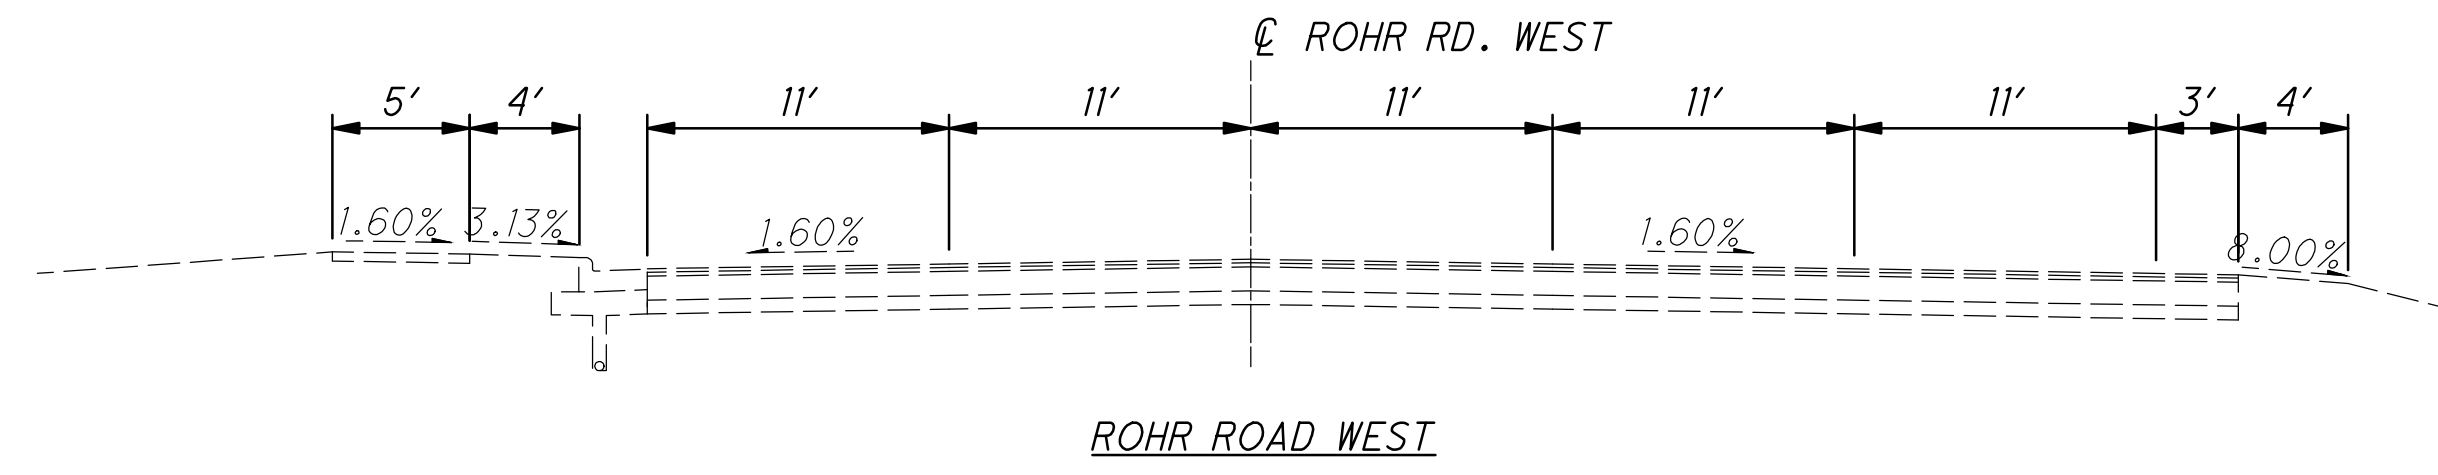 ℄ ROHR RD. WEST
5' 4' 11' 11' 11' 11' 11' 3' 4'
1.60% 3.13% 1.60% 1.60% 8.00%
ROHR ROAD WEST